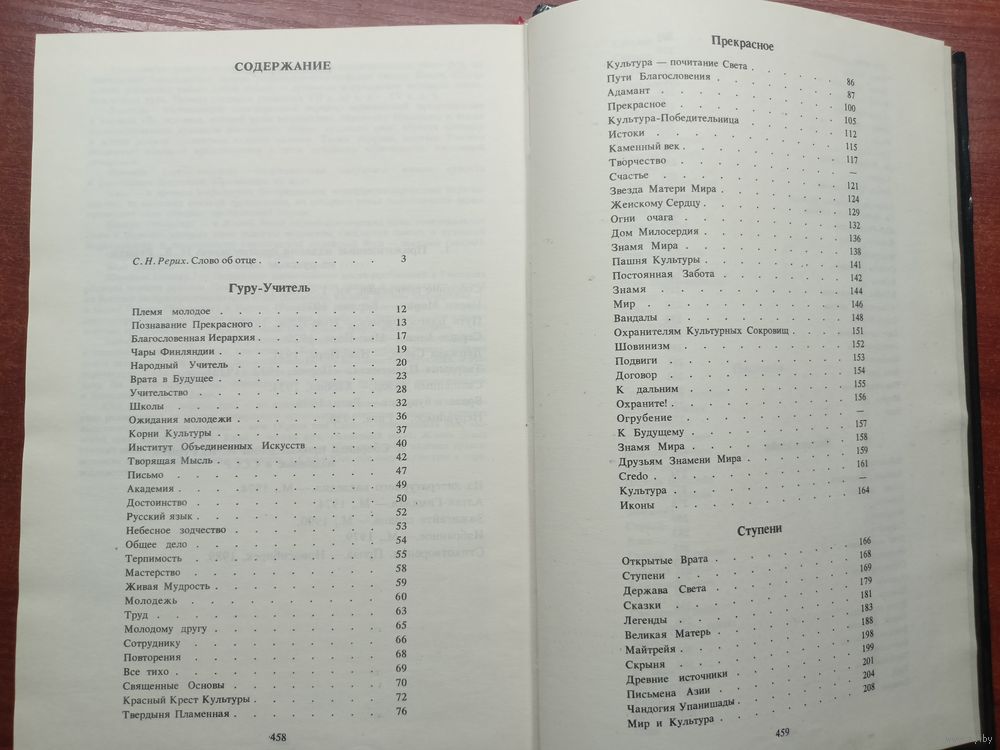 СОДЕРЖАНИЕ
С. Н. Рерих. Слово об отце . . . . . . . 3
Гуру-Учитель
Племя молодое . . . . . . . 12
Познавание Прекрасного . . . . . . . 13
Благословенная Иерархия . . . . . . . 17
Чары Финляндии . . . . . . . 19
Народный Учитель . . . . . . . 20
Врата в Будущее . . . . . . . 23
Учительство . . . . . . . 28
Школы . . . . . . . 32
Ожидания молодежи . . . . . . . 36
Корни Культуры . . . . . . . 37
Институт Объединенных Искусств . . . . . 40
Творящая Мысль . . . . . . . 42
Письмо . . . . . . . 47
Академия . . . . . . . 49
Достоинство . . . . . . . 50
Русский язык . . . . . . . 52
Небесное зодчество . . . . . . . 53
Общее дело . . . . . . . 54
Терпимость . . . . . . . 55
Мастерство . . . . . . . 58
Живая Мудрость . . . . . . . 59
Молодежь . . . . . . . 60
Труд . . . . . . . 63
Молодому другу . . . . . . . 65
Сотруднику . . . . . . . 66
Повторения . . . . . . . 68
Все тихо . . . . . . . 69
Священные Основы . . . . . . . 70
Красный Крест Культуры . . . . . . . 72
Твердыня Пламенная . . . . . . . 76
458
Прекрасное
Культура — почитание Света . . . . . 86
Пути Благословения . . . . . . . 87
Адамант . . . . . . . 100
Прекрасное . . . . . . . 105
Культура-Победительница . . . . . 112
Истоки . . . . . . . 115
Каменный век . . . . . . . 117
Творчество . . . . . . . —
Счастье . . . . . . . 121
Звезда Матери Мира . . . . . . . 124
Женскому Сердцу . . . . . . . 129
Огни очага . . . . . . . 132
Дом Милосердия . . . . . . . 136
Знамя Мира . . . . . . . 138
Пашня Культуры . . . . . . . 141
Постоянная Забота . . . . . . . 142
Знамя . . . . . . . 144
Мир . . . . . . . 146
Вандалы . . . . . . . 148
Охранителям Культурных Сокровищ . . . . 151
Шовинизм . . . . . . . 152
Подвиги . . . . . . . 153
Договор . . . . . . . 154
К дальним . . . . . . . 155
Охраните! . . . . . . . 156
Огрубение . . . . . . . —
К Будущему . . . . . . . 157
Знамя Мира . . . . . . . 158
Друзьям Знамени Мира . . . . . . 159
Credo . . . . . . . 161
Культура . . . . . . . —
Иконы . . . . . . . 164
Ступени
Открытые Врата . . . . . . . 166
Ступени . . . . . . . 168
Держава Света . . . . . . . 169
Сказки . . . . . . . 179
Легенды . . . . . . . 181
Великая Матерь . . . . . . . 183
Майтрейя . . . . . . . 188
Скрыня . . . . . . . 198
Древние источники . . . . . . . 199
Письмена Азии . . . . . . . 201
Чандогия Упанишады . . . . . . . 204
Мир и Культура . . . . . . . 208
459